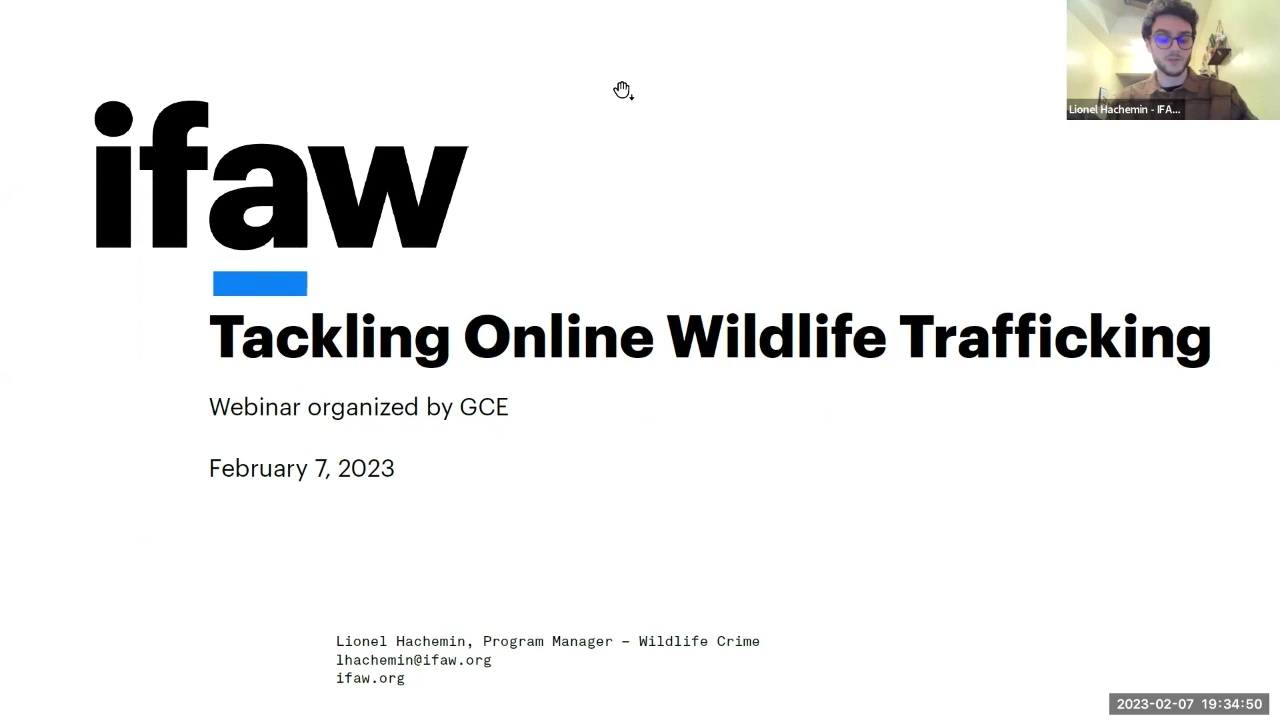 Lionel Hachemin - IFA...
ifaw
Tackling Online Wildlife Trafficking
Webinar organized by GCE
February 7, 2023
Lionel Hachemin, Program Manager – Wildlife Crime
lhachemin@ifaw.org
ifaw.org
2023-02-07 19:34:50